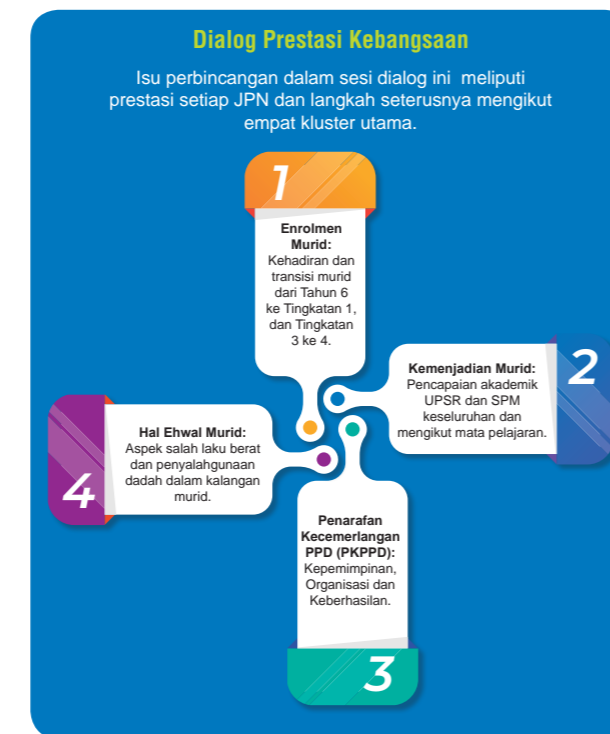 Dialog Prestasi Kebangsaan
Isu perbincangan dalam sesi dialog ini meliputi
prestasi setiap JPN dan langkah seterusnya mengikut
empat kluster utama.
1
Enrolmen
Murid:
Kehadiran dan
transisi murid
dari Tahun 6
ke Tingkatan 1,
dan Tingkatan
3 ke 4.
2
Kemenjadian Murid:
Pencapaian akademik
UPSR dan SPM
keseluruhan dan
mengikut mata pelajaran.
Penarafan
Kecemerlangan
PPD (PKPPD):
Kepemimpinan,
Organisasi dan
Keberhasilan.
3
Hal Ehwal Murid:
Aspek salah laku berat
dan penyalahgunaan
dadah dalam kalangan
murid.
4